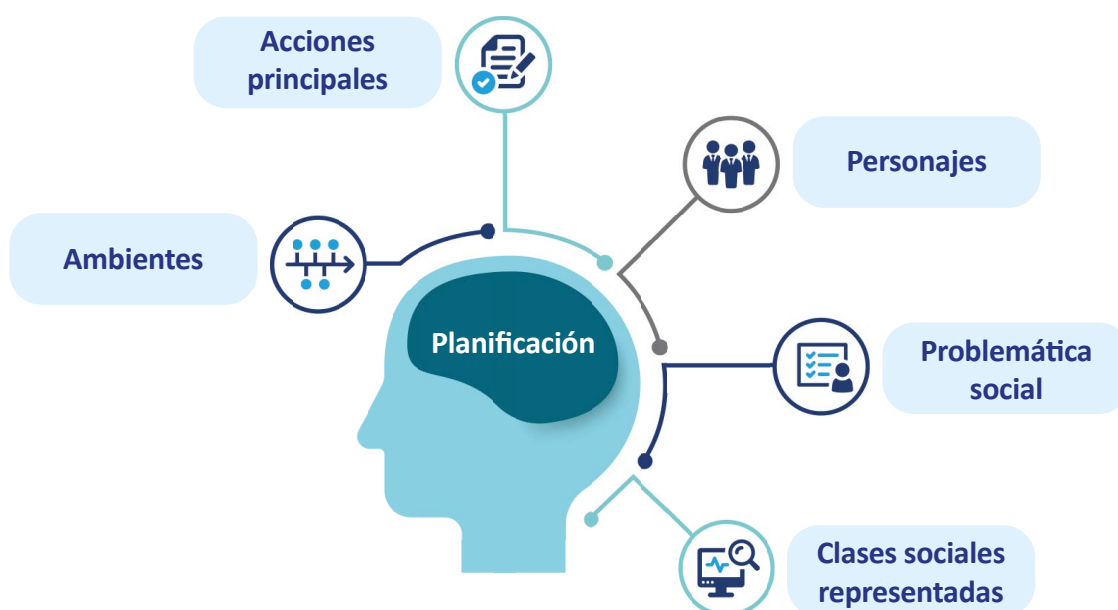 Acciones
principales
Personajes
Ambientes
Planificación
Problemática
social
Clases sociales
representadas